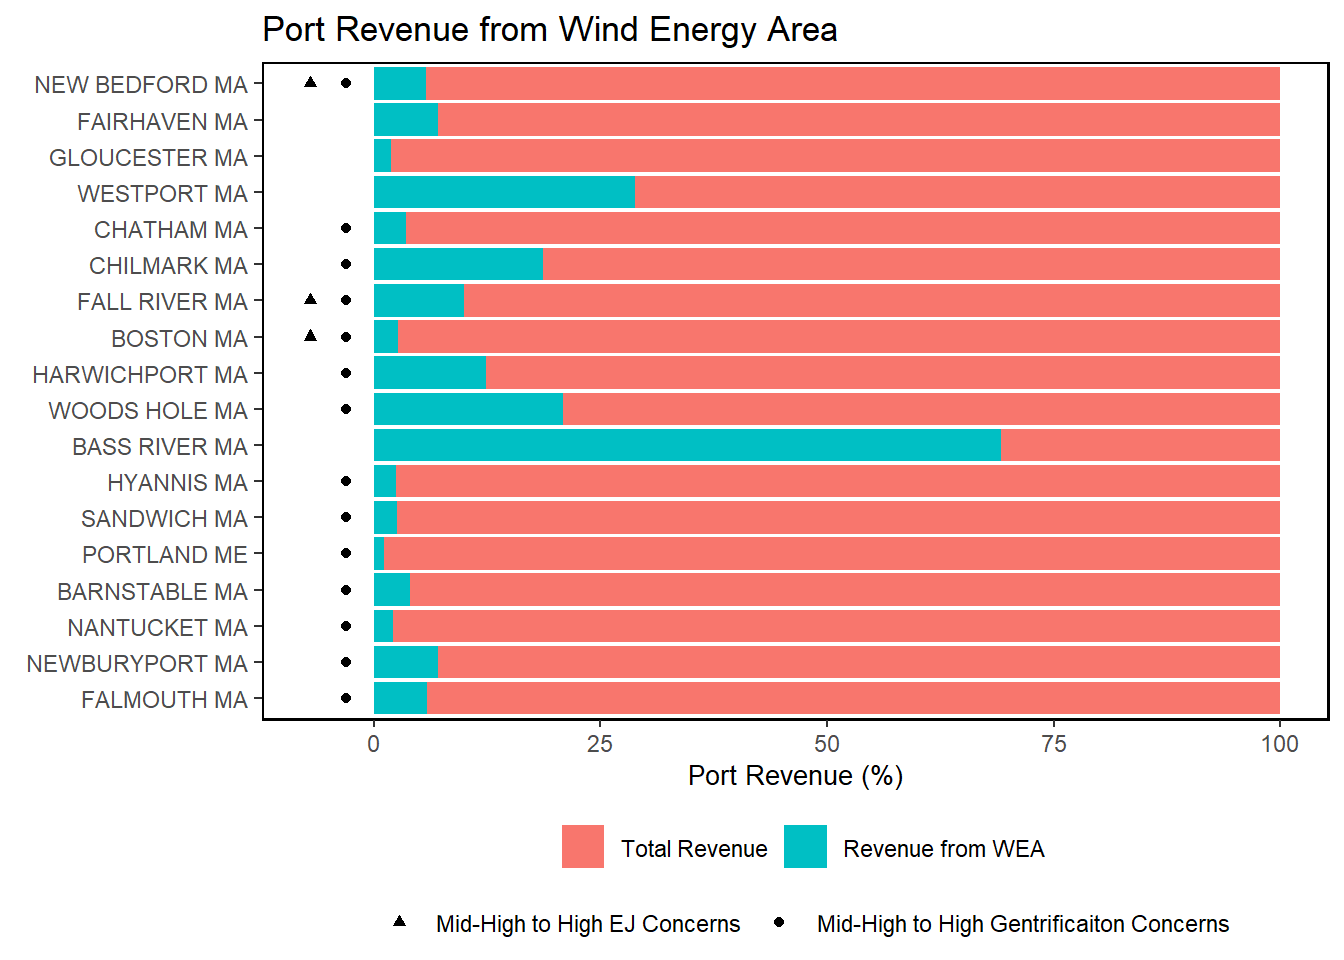 Port Revenue from Wind Energy Area
NEW BEDFORD MA
FAIRHAVEN MA
GLOUCESTER MA
WESTPORT MA
CHATHAM MA
CHILMARK MA
FALL RIVER MA
BOSTON MA
HARWICHPORT MA
WOODS HOLE MA
BASS RIVER MA
HYANNIS MA
SANDWICH MA
PORTLAND ME
BARNSTABLE MA
NANTUCKET MA
NEWBURYPORT MA
FALMOUTH MA
0 25 50 75 100
Port Revenue (%)
Total Revenue Revenue from WEA
Mid-High to High EJ Concerns Mid-High to High Gentrificaiton Concerns